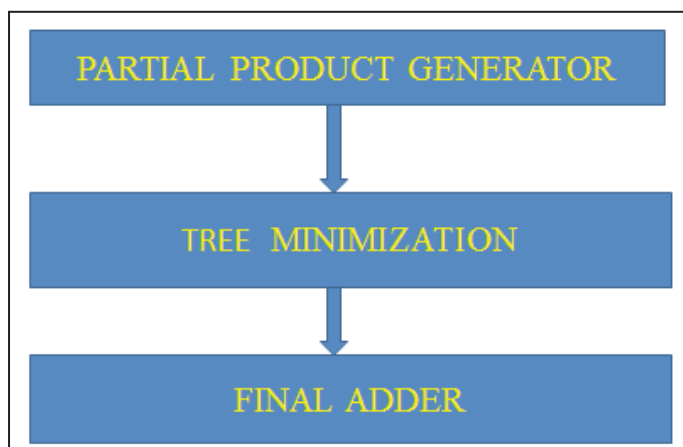 PARTIAL PRODUCT GENERATOR
TREE MINIMIZATION
FINAL ADDER